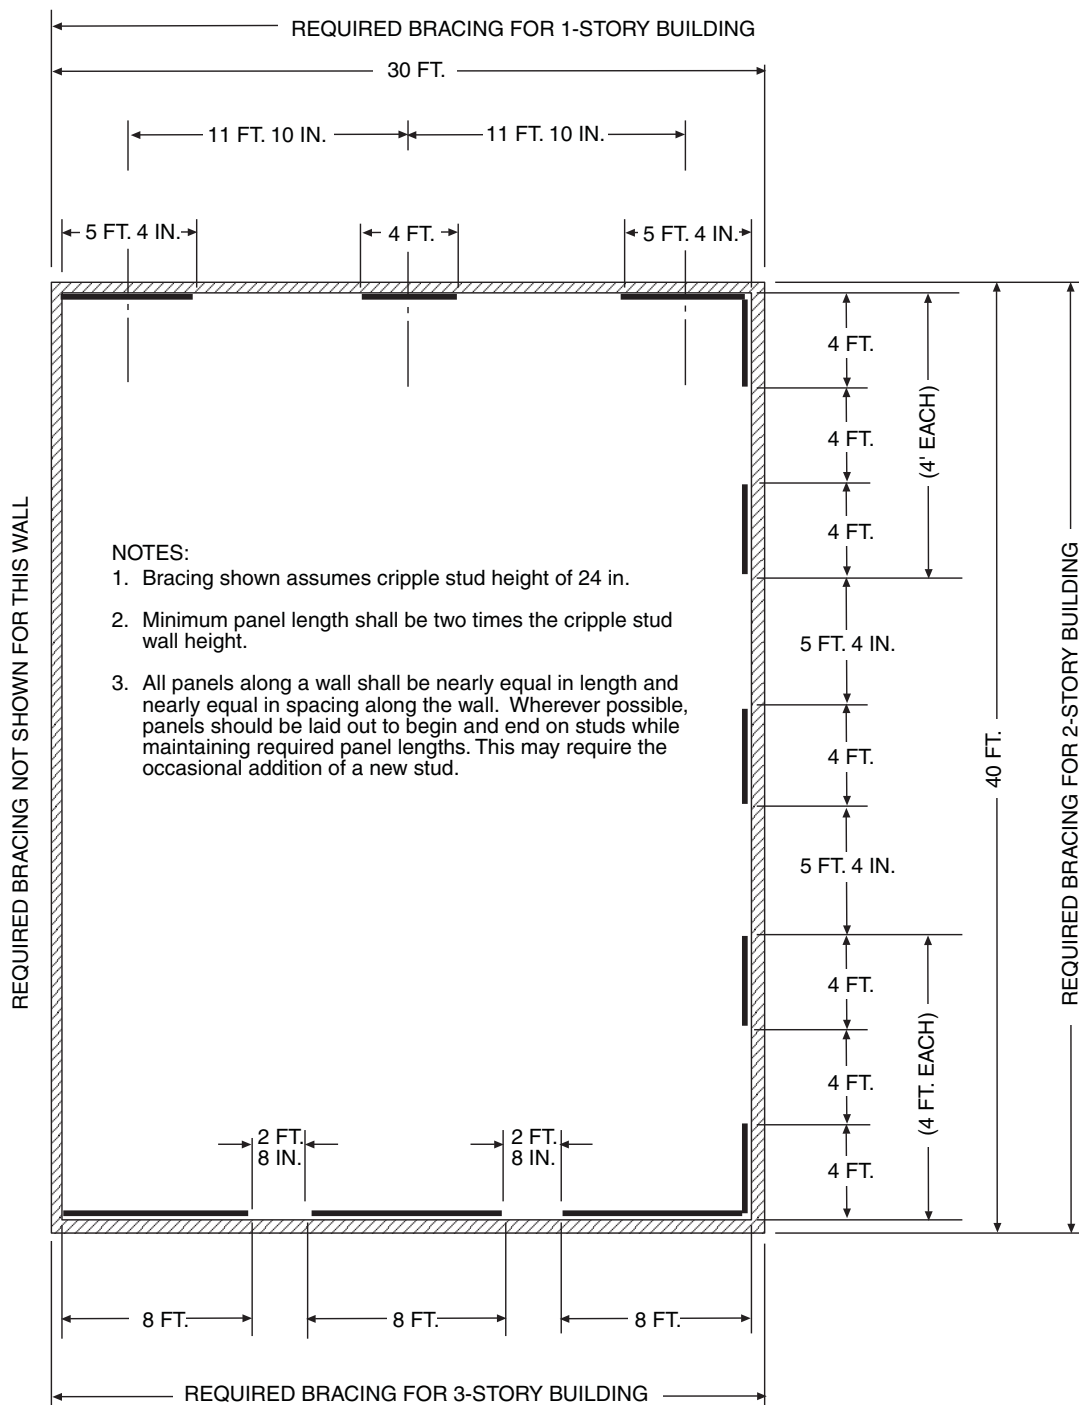 REQUIRED BRACING FOR 1-STORY BUILDING
30 FT.
11 FT. 10 IN.
11 FT. 10 IN.
5 FT. 4 IN.
4 FT.
5 FT. 4 IN.
4 FT.
4 FT.
4 FT.
(4' EACH)
5 FT. 4 IN.
4 FT.
5 FT. 4 IN.
4 FT.
4 FT.
4 FT.
(4 FT. EACH)
40 FT.
REQUIRED BRACING FOR 2-STORY BUILDING
REQUIRED BRACING NOT SHOWN FOR THIS WALL
NOTES:
1. Bracing shown assumes cripple stud height of 24 in.
2. Minimum panel length shall be two times the cripple stud
wall height.
3. All panels along a wall shall be nearly equal in length and
nearly equal in spacing along the wall. Wherever possible,
panels should be laid out to begin and end on studs while
maintaining required panel lengths. This may require the
occasional addition of a new stud.
2 FT.
8 IN.
2 FT.
8 IN.
8 FT.
8 FT.
8 FT.
REQUIRED BRACING FOR 3-STORY BUILDING